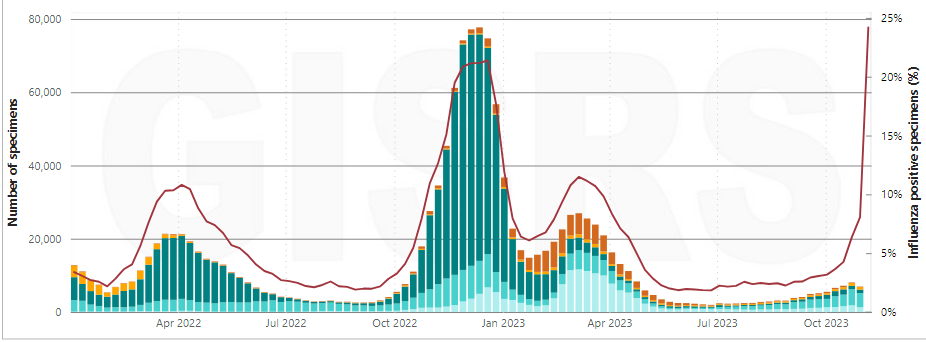 GISRS
80,000
60,000
40,000
20,000
0
Number of specimens
25%
20%
15%
10%
5%
0%
Influenza positive specimens (%)
Apr 2022
Jul 2022
Oct 2022
Jan 2023
Apr 2023
Jul 2023
Oct 2023